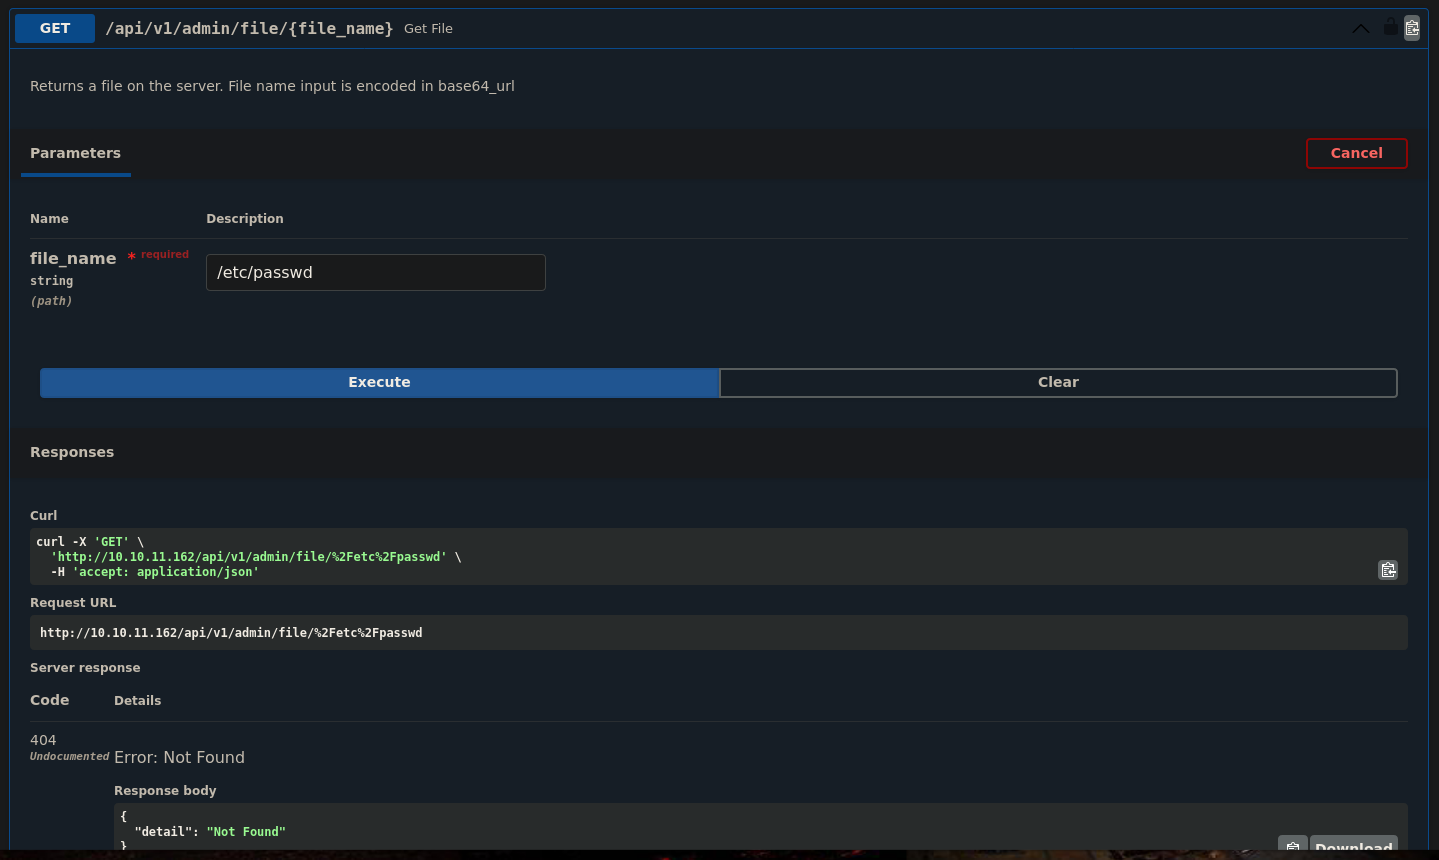 GET /api/v1/admin/file/{file_name} Get File
Returns a file on the server. File name input is encoded in base64_url
Parameters
Cancel
Name Description
file_name * required
string
(path)
/etc/passwd
Execute
Clear
Responses
Curl
curl -X 'GET' \
'http://10.10.11.162/api/v1/admin/file/%2Fetc%2Fpasswd' \
-H 'accept: application/json'
Request URL
http://10.10.11.162/api/v1/admin/file/%2Fetc%2Fpasswd
Server response
Code Details
404
Undocumented
Error: Not Found
Response body
{
"detail": "Not Found"
}
Download